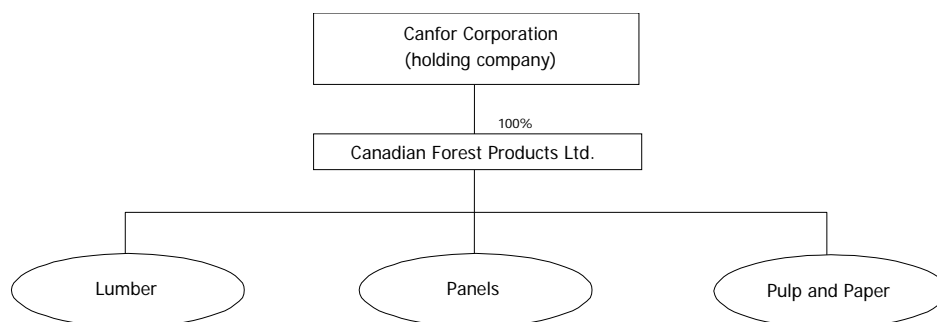 Canfor Corporation
(holding company)
100%
Canadian Forest Products Ltd.
Lumber
Panels
Pulp and Paper